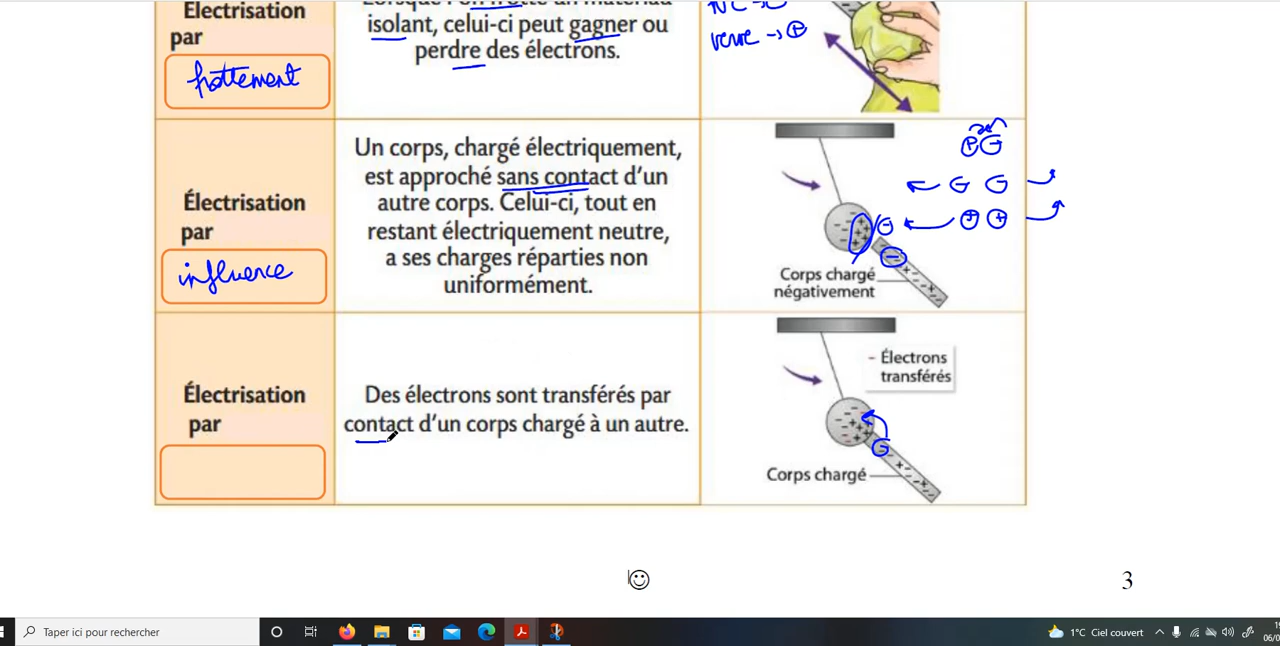 Électrisation
par
frottement
isolant, celui-ci peut gagner ou
perdre des électrons.
verre → +
Électrisation
par
influence
Un corps, chargé électriquement,
est approché sans contact d'un
autre corps. Celui-ci, tout en
restant électriquement neutre,
a ses charges réparties non
uniformément.
Corps chargé
négativement
Électrisation
par
Des électrons sont transférés par
contact d'un corps chargé à un autre.
- Électrons
transférés
Corps chargé
3
Taper ici pour rechercher
1°C Ciel couvert